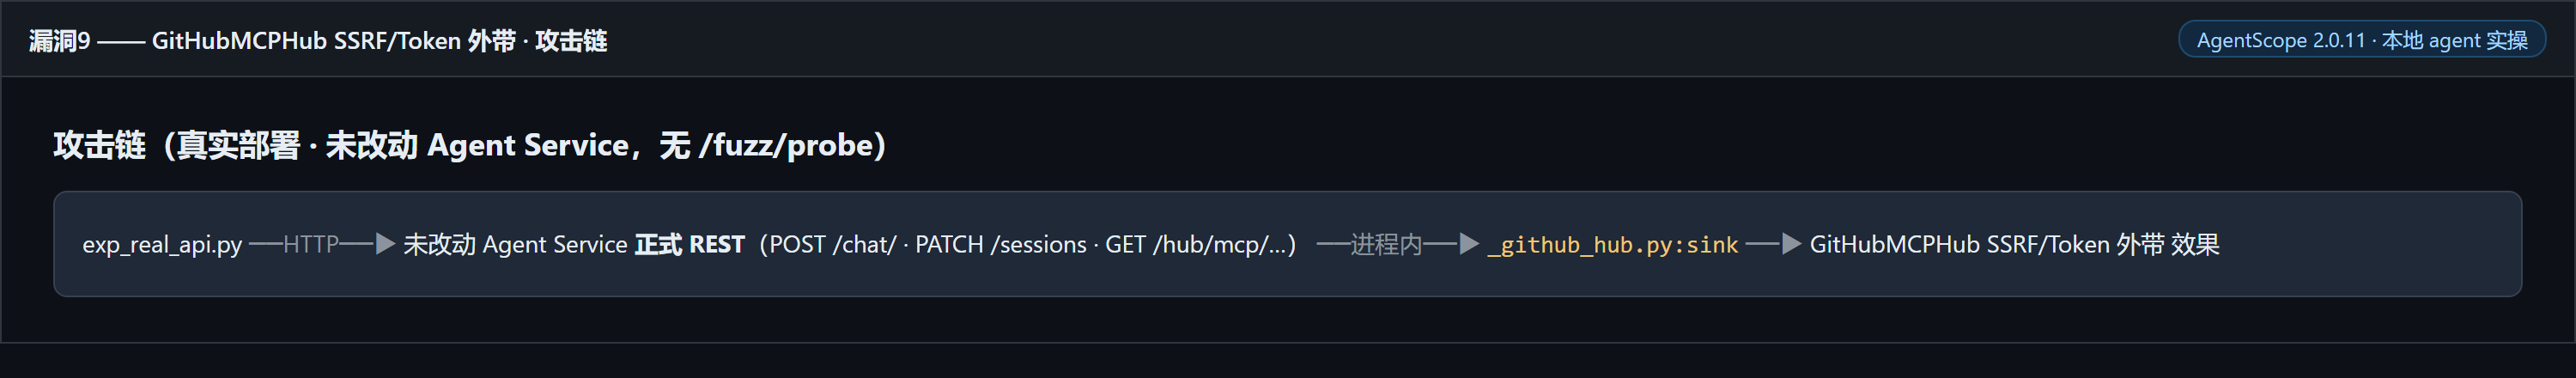 漏洞9 —— GitHubMCPHub SSRF/Token 外带 · 攻击链
AgentScope 2.0.11 · 本地 agent 实操
攻击链（真实部署 · 未改动 Agent Service，无 /fuzz/probe）
exp_real_api.py ──HTTP──▶ 未改动 Agent Service 正式 REST（POST /chat/ · PATCH /sessions · GET /hub/mcp/…） ──进程内──▶ _github_hub.py:sink ──▶ GitHubMCPHub SSRF/Token 外带 效果